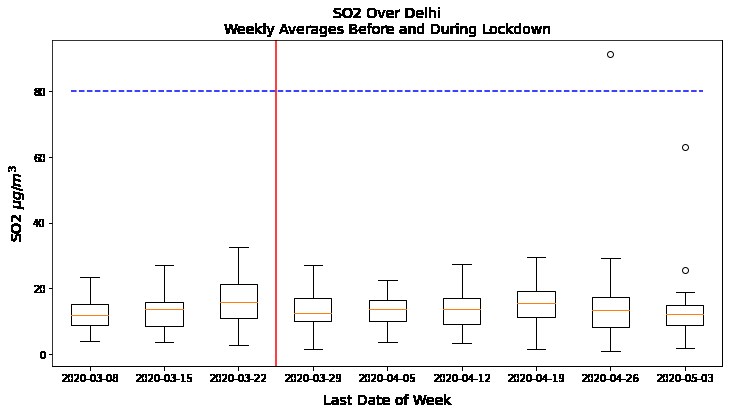 SO2 Over Delhi
Weekly Averages Before and During Lockdown
SO2 µg/m³
80
60
40
20
0
2020-03-08 2020-03-15 2020-03-22 2020-03-29 2020-04-05 2020-04-12 2020-04-19 2020-04-26 2020-05-03
Last Date of Week